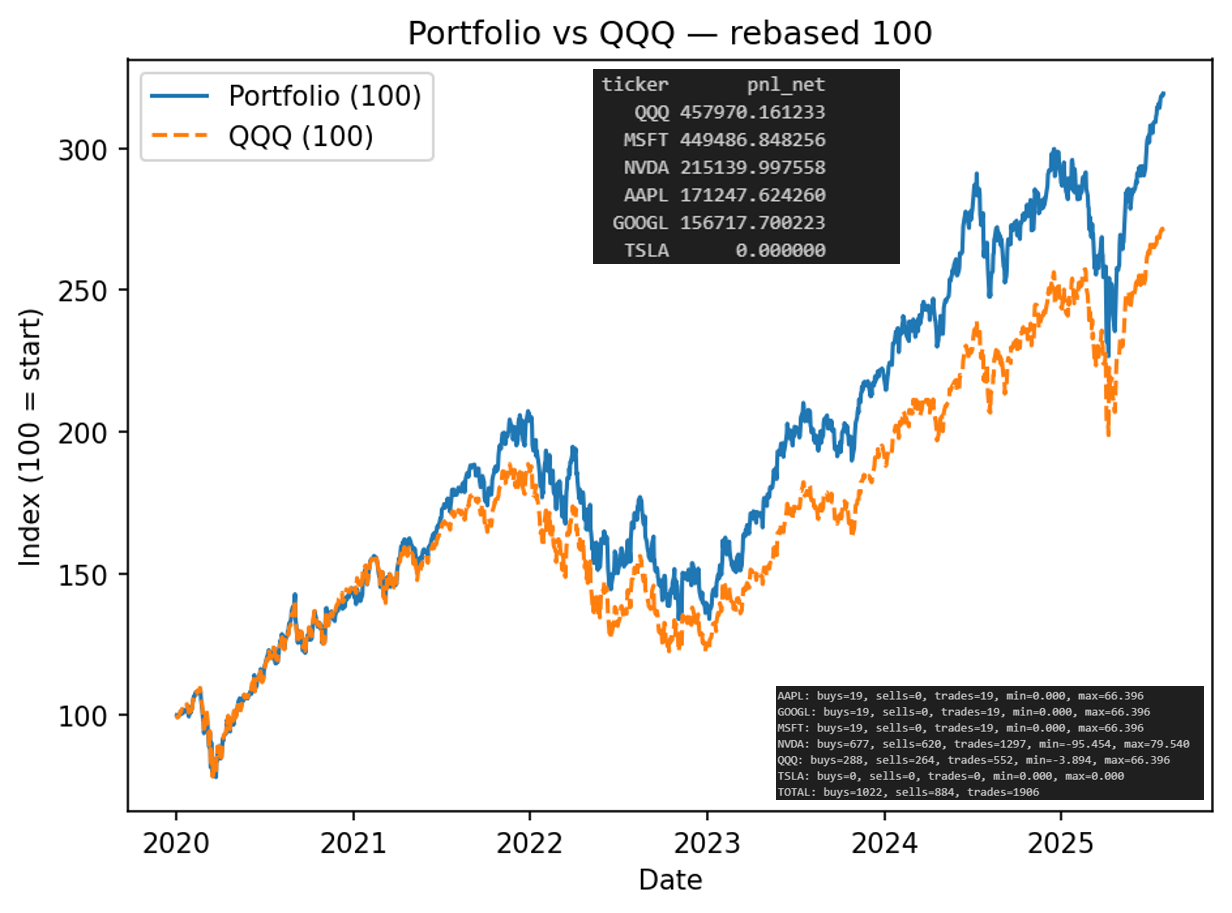 Portfolio vs QQQ — rebased 100
Portfolio (100)
QQQ (100)
ticker pnl_net
QQQ 457970.161233
MSFT 449486.848256
NVDA 215139.997558
AAPL 171247.624260
GOOGL 156717.700223
TSLA 0.000000
Index (100 = start)
300
250
200
150
100
AAPL: buys=19, sells=0, trades=19, min=0.000, max=66.396
GOOGL: buys=19, sells=0, trades=19, min=0.000, max=66.396
MSFT: buys=19, sells=0, trades=19, min=0.000, max=66.396
NVDA: buys=677, sells=620, trades=1297, min=-95.454, max=79.540
QQQ: buys=288, sells=264, trades=552, min=-3.894, max=66.396
TSLA: buys=0, sells=0, trades=0, min=0.000, max=0.000
TOTAL: buys=1022, sells=884, trades=1906
2020 2021 2022 2023 2024 2025
Date